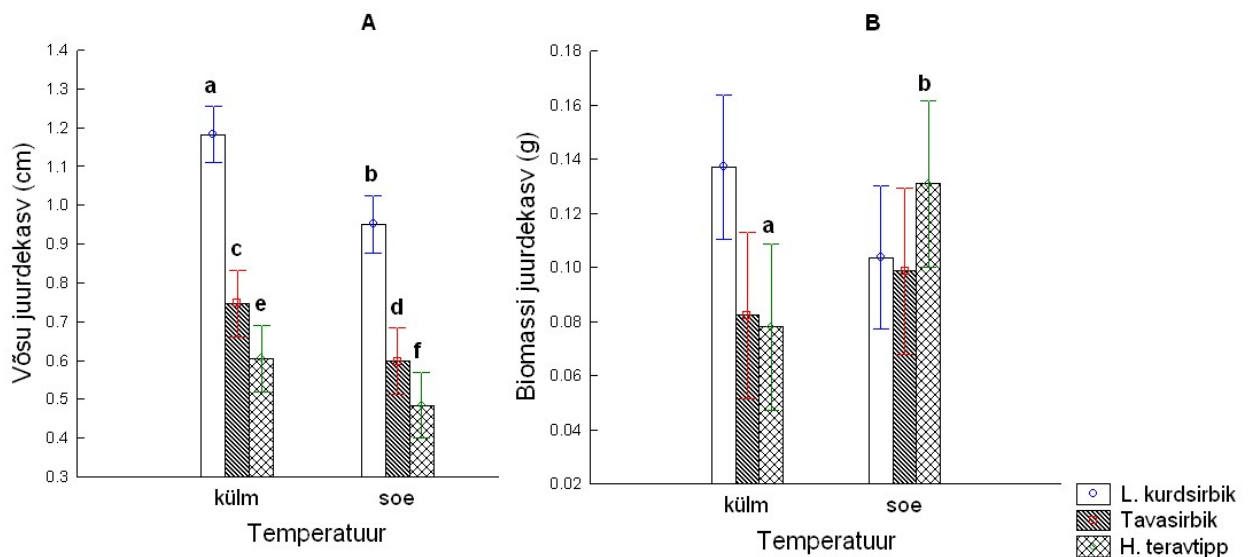 A
1.4
1.3
1.2
1.1
1.0
0.9
0.8
0.7
0.6
0.5
0.4
0.3
Võsu juurdekasv (cm)
a
c
e
b
d
f
külm soe
Temperatuur
B
0.18
0.16
0.14
0.12
0.10
0.08
0.06
0.04
0.02
Biomassi juurdekasv (g)
a
b
külm soe
Temperatuur
L. kurdsirbik
Tavasirbik
H. teravtipp